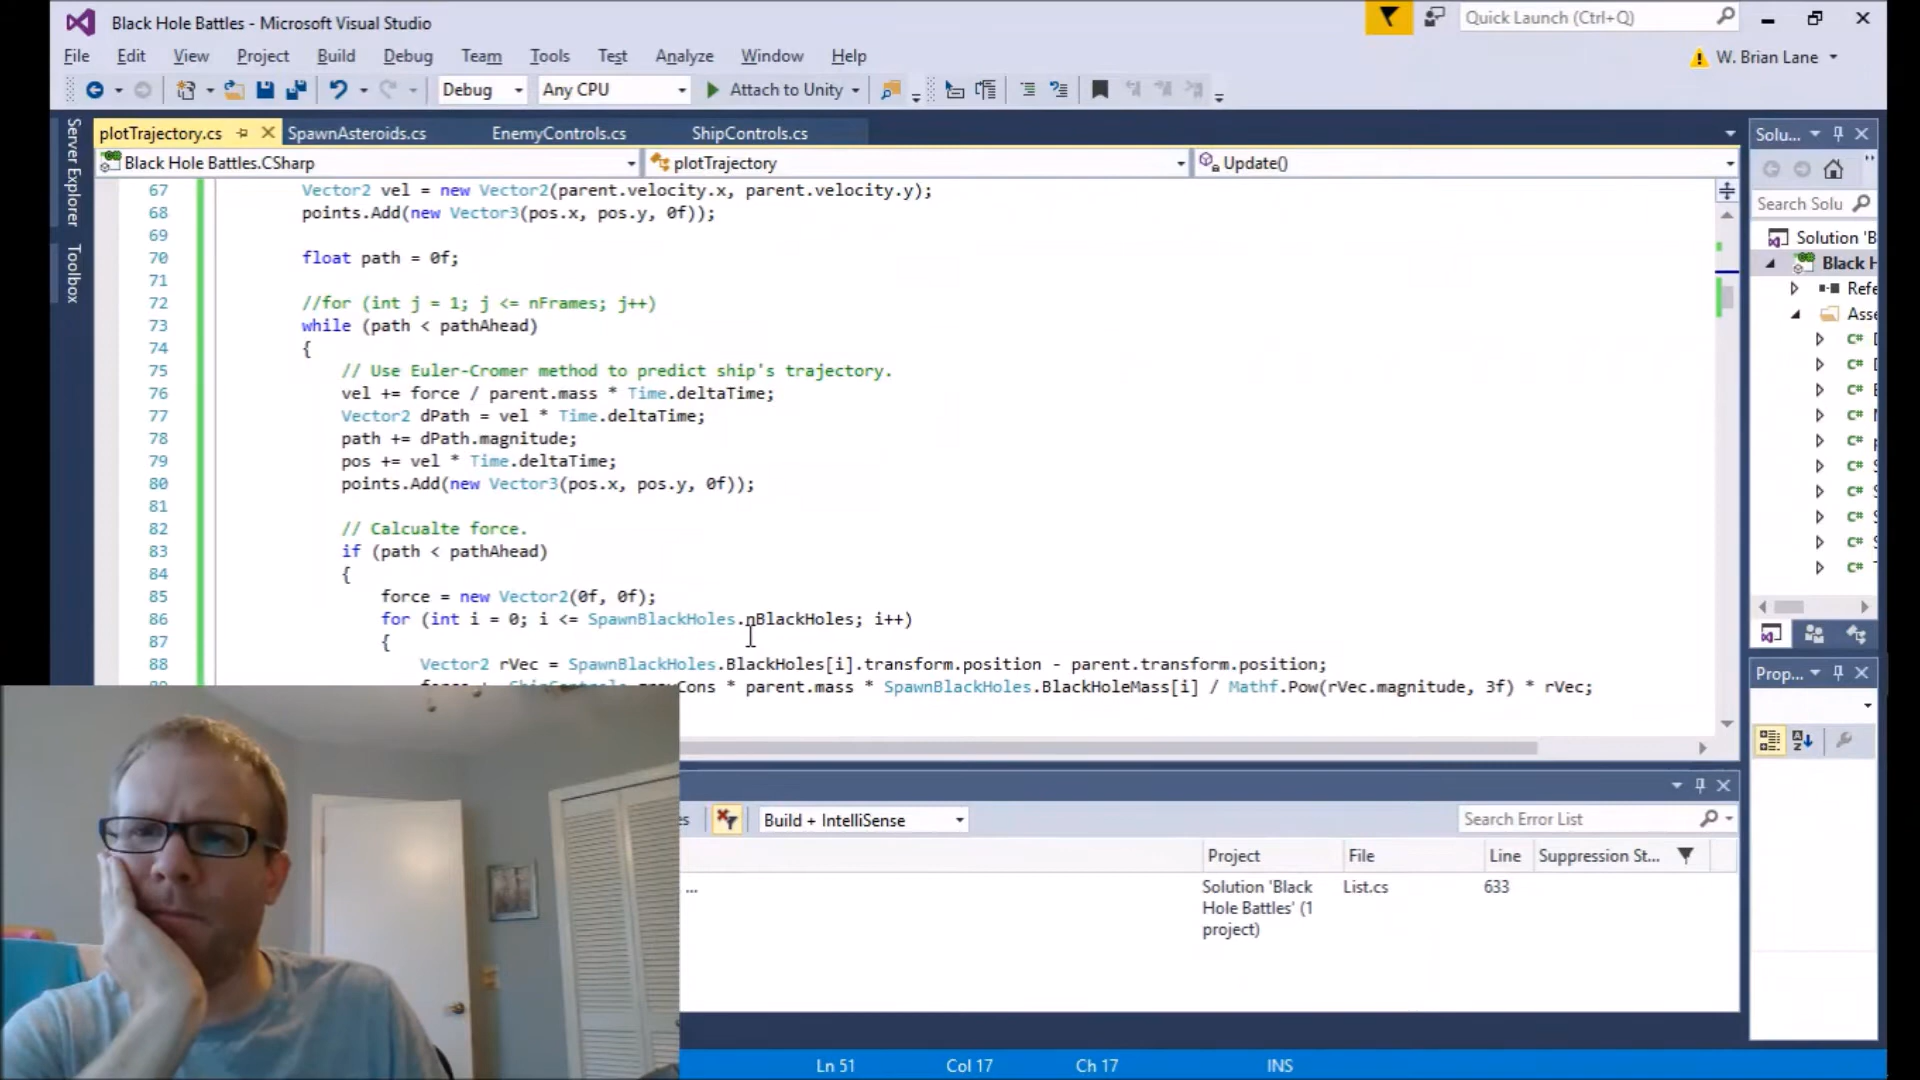 Black Hole Battles - Microsoft Visual Studio
Quick Launch (Ctrl+Q)
File Edit View Project Build Debug Team Tools Test Analyze Window Help
W. Brian Lane
Debug Any CPU Attach to Unity
Server Explorer
Toolbox
plotTrajectory.cs SpawnAsteroids.cs EnemyControls.cs ShipControls.cs
Black Hole Battles.CSharp plotTrajectory Update()
67 Vector2 vel = new Vector2(parent.velocity.x, parent.velocity.y);
68 points.Add(new Vector3(pos.x, pos.y, 0f));
69
70 float path = 0f;
71
72 //for (int j = 1; j <= nFrames; j++)
73 while (path < pathAhead)
74 {
75 // Use Euler-Cromer method to predict ship's trajectory.
76 vel += force / parent.mass * Time.deltaTime;
77 Vector2 dPath = vel * Time.deltaTime;
78 path += dPath.magnitude;
79 pos += vel * Time.deltaTime;
80 points.Add(new Vector3(pos.x, pos.y, 0f));
81
82 // Calcualte force.
83 if (path < pathAhead)
84 {
85 force = new Vector2(0f, 0f);
86 for (int i = 0; i <= SpawnBlackHoles.nBlackHoles; i++)
87 {
88 Vector2 rVec = SpawnBlackHoles.BlackHoles[i].transform.position - parent.transform.position;
* parent.mass * SpawnBlackHoles.BlackHoleMass[i] / Mathf.Pow(rVec.magnitude, 3f) * rVec;
Solu...
Search Solu
Solution 'B
Black H
Refe
Asse
C#
C#
C#
C#
C#
C#
C#
C#
C#
C#
Prop...
Build + IntelliSense
Search Error List
Project File Line Suppression St...
... Solution 'Black List.cs 633
Hole Battles' (1
project)
Ln 51 Col 17 Ch 17 INS